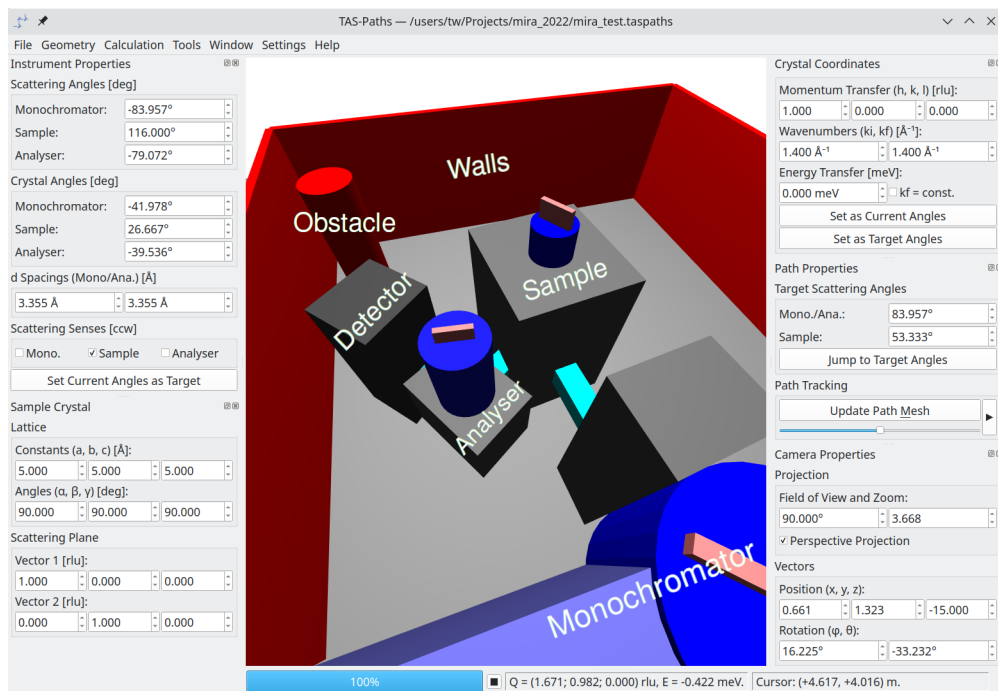 TAS-Paths — /users/tw/Projects/mira_2022/mira_test.taspaths
File Geometry Calculation Tools Window Settings Help
Instrument Properties
Scattering Angles [deg]
Monochromator: -83.957°
Sample: 116.000°
Analyser: -79.072°
Crystal Angles [deg]
Monochromator: -41.978°
Sample: 26.667°
Analyser: -39.536°
d Spacings (Mono/Ana.) [Å]
3.355 Å 3.355 Å
Scattering Senses [ccw]
Mono. Sample Analyser
Set Current Angles as Target
Sample Crystal
Lattice
Constants (a, b, c) [Å]:
5.000 5.000 5.000
Angles (α, β, γ) [deg]:
90.000 90.000 90.000
Scattering Plane
Vector 1 [rlu]:
1.000 0.000 0.000
Vector 2 [rlu]:
0.000 1.000 0.000
Walls
Obstacle
Detector
Sample
Analyser
Monochromator
Crystal Coordinates
Momentum Transfer (h, k, l) [rlu]:
1.000 0.000 0.000
Wavenumbers (ki, kf) [Å⁻¹]:
1.400 Å⁻¹ 1.400 Å⁻¹
Energy Transfer [meV]:
0.000 meV kf = const.
Set as Current Angles
Set as Target Angles
Path Properties
Target Scattering Angles
Mono./Ana.: 83.957°
Sample: 53.333°
Jump to Target Angles
Path Tracking
Update Path Mesh
Camera Properties
Projection
Field of View and Zoom:
90.000° 3.668
Perspective Projection
Vectors
Position (x, y, z):
0.661 1.323 -15.000
Rotation (φ, θ):
16.225° -33.232°
100% Q = (1.671; 0.982; 0.000) rlu, E = -0.422 meV. Cursor: (+4.617, +4.016) m.